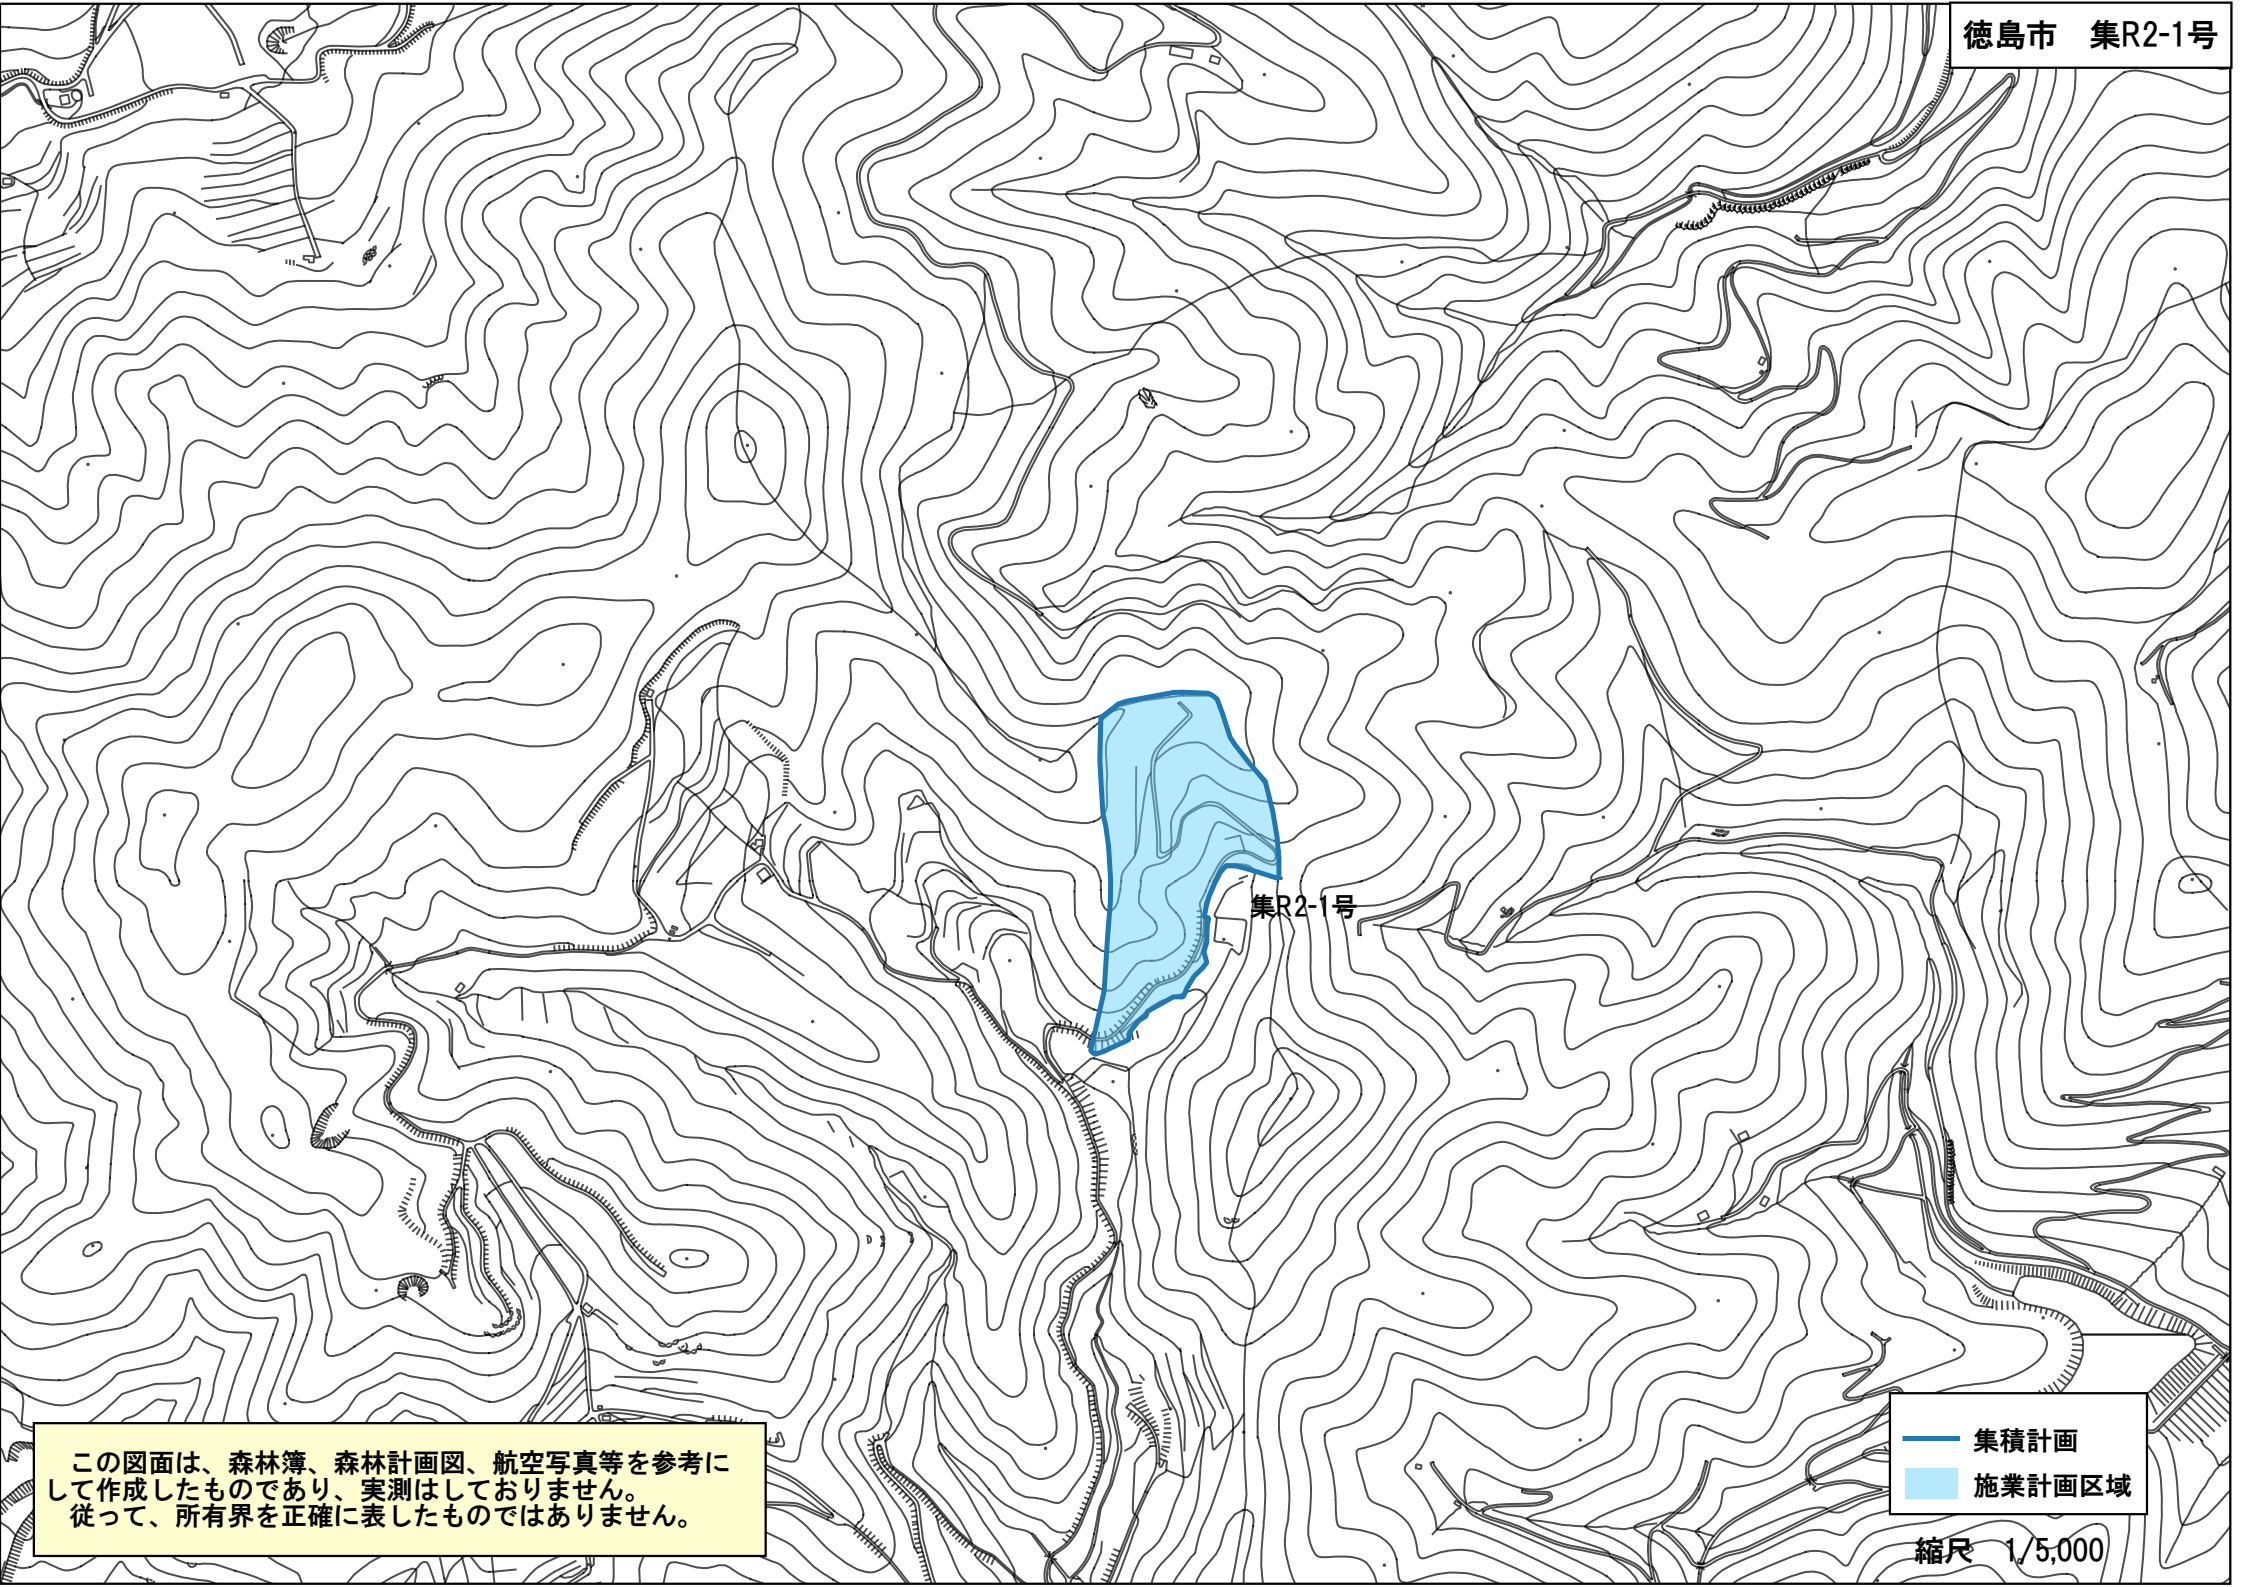 徳島市　集R2-1号
集R2-1号
　この図面は、森林簿、森林計画図、航空写真等を参考に
して作成したものであり、実測はしておりません。
　従って、所有界を正確に表したものではありません。
集積計画
施業計画区域
縮尺　1/5,000